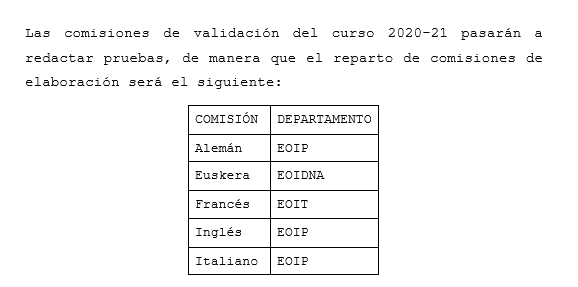 Las comisiones de validación del curso 2020-21 pasarán a
redactar pruebas, de manera que el reparto de comisiones de
elaboración será el siguiente:
COMISIÓN DEPARTAMENTO
Alemán EOIP
Euskera EOIDNA
Francés EOIT
Inglés EOIP
Italiano EOIP